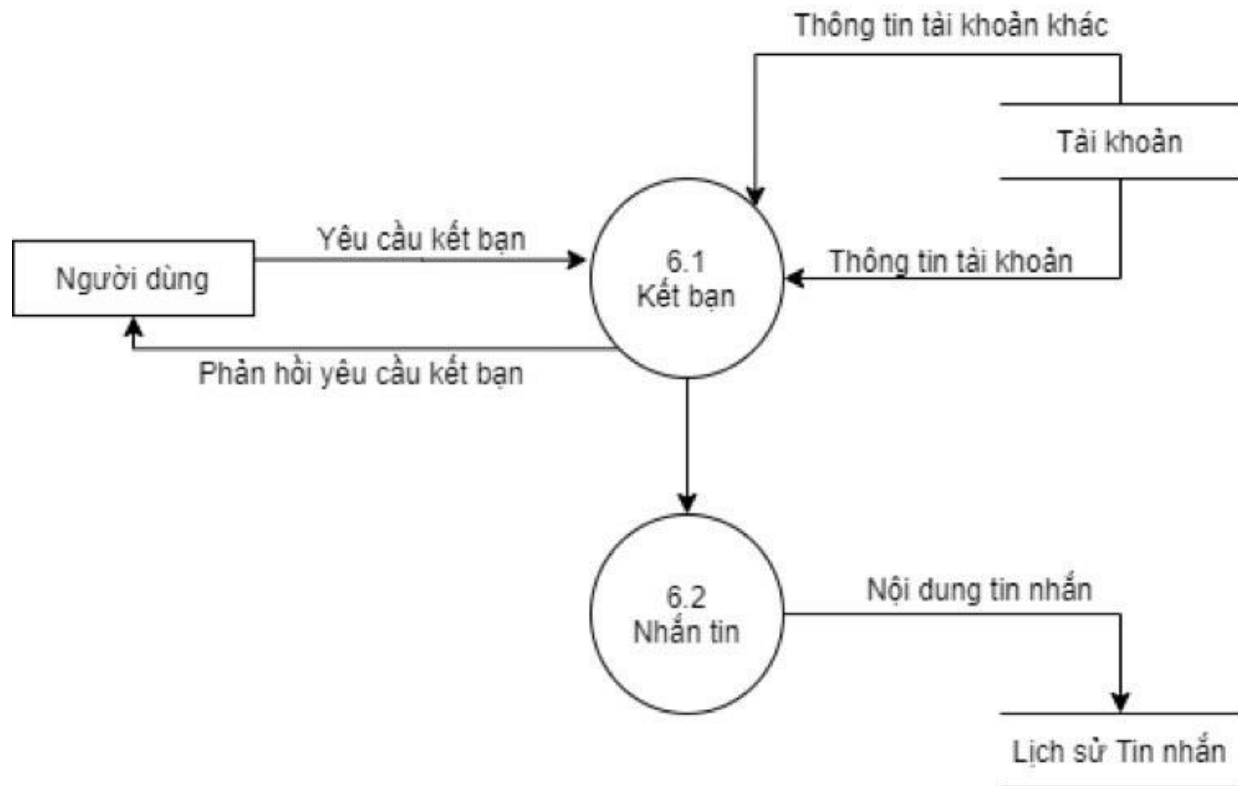 Thông tin tài khoản khác
Tài khoản
Yêu cầu kết bạn
Người dùng
6.1
Kết bạn
Thông tin tài khoản
Phản hồi yêu cầu kết bạn
6.2
Nhắn tin
Nội dung tin nhắn
Lịch sử Tin nhắn